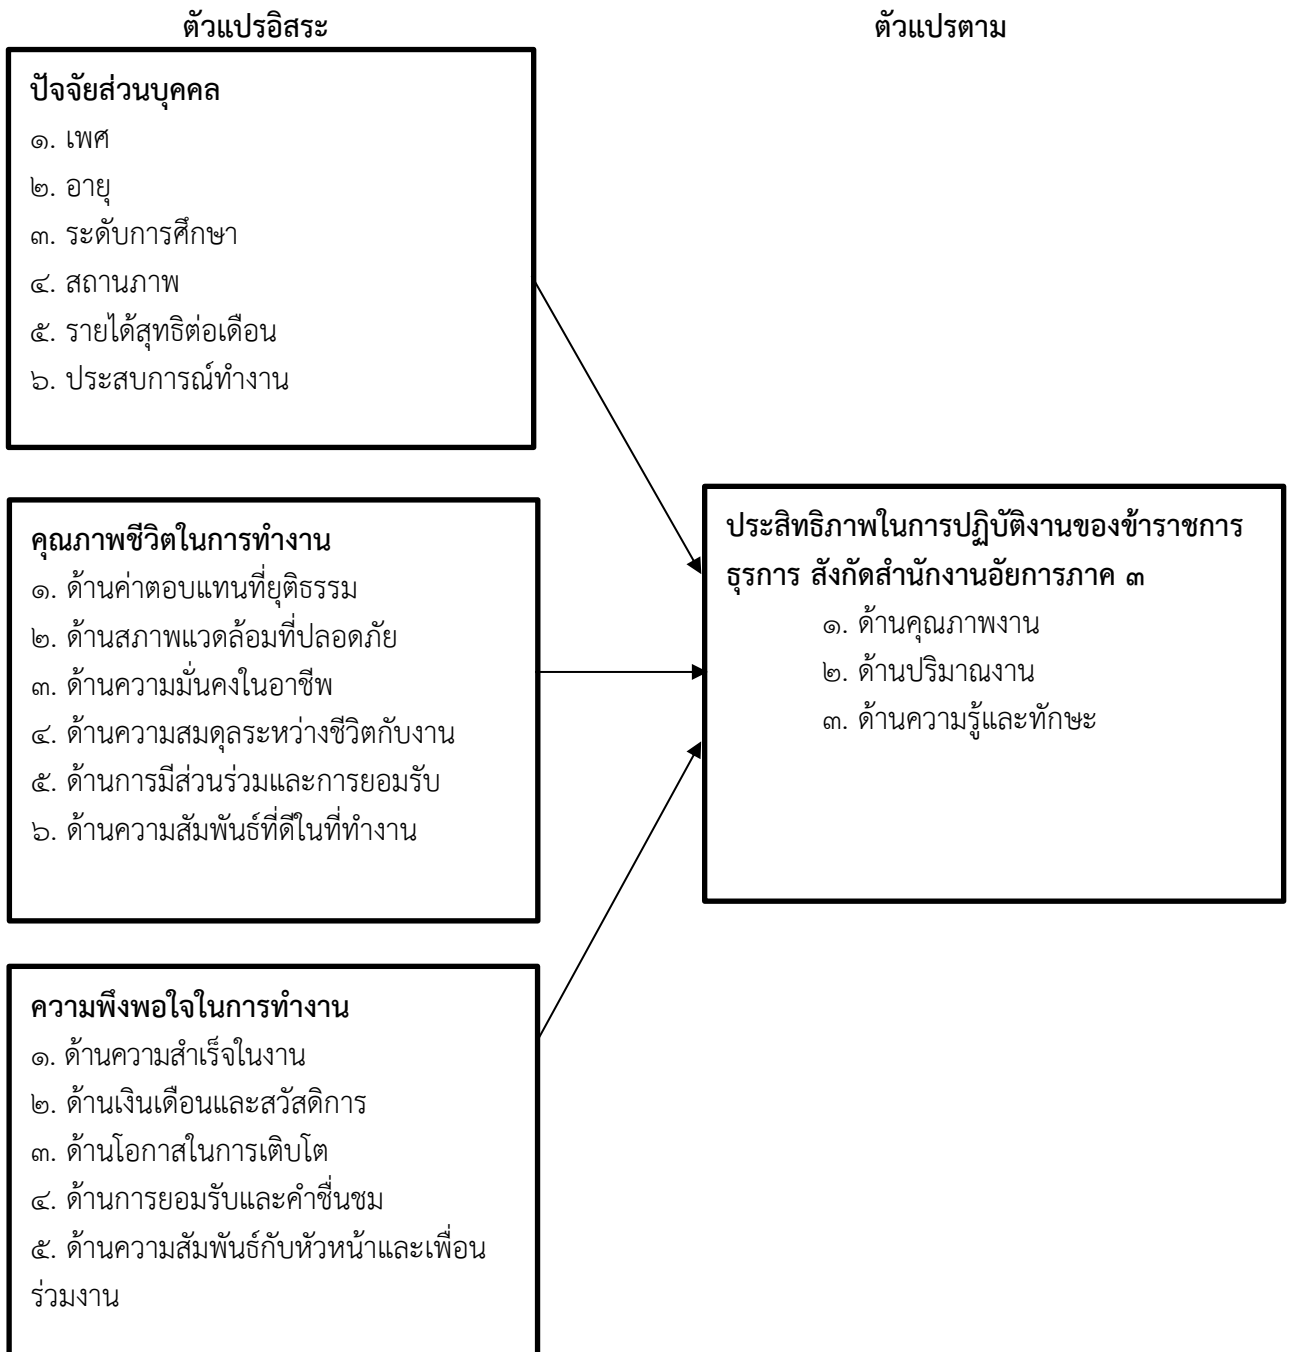 ตัวแปรอิสระ
ตัวแปรตาม
ปัจจัยส่วนบุคคล
๑. เพศ
๒. อายุ
๓. ระดับการศึกษา
๔. สถานภาพ
๕. รายได้สุทธิต่อเดือน
๖. ประสบการณ์ทำงาน
คุณภาพชีวิตในการทำงาน
๑. ด้านค่าตอบแทนที่ยุติธรรม
๒. ด้านสภาพแวดล้อมที่ปลอดภัย
๓. ด้านความมั่นคงในอาชีพ
๔. ด้านความสมดุลระหว่างชีวิตกับงาน
๕. ด้านการมีส่วนร่วมและการยอมรับ
๖. ด้านความสัมพันธ์ที่ดีในที่ทำงาน
ความพึงพอใจในการทำงาน
๑. ด้านความสำเร็จในงาน
๒. ด้านเงินเดือนและสวัสดิการ
๓. ด้านโอกาสในการเติบโต
๔. ด้านการยอมรับและคำชื่นชม
๕. ด้านความสัมพันธ์กับหัวหน้าและเพื่อน
ร่วมงาน
ประสิทธิภาพในการปฏิบัติงานของข้าราชการ
ธุรการ สังกัดสำนักงานอัยการภาค ๓
๑. ด้านคุณภาพงาน
๒. ด้านปริมาณงาน
๓. ด้านความรู้และทักษะ